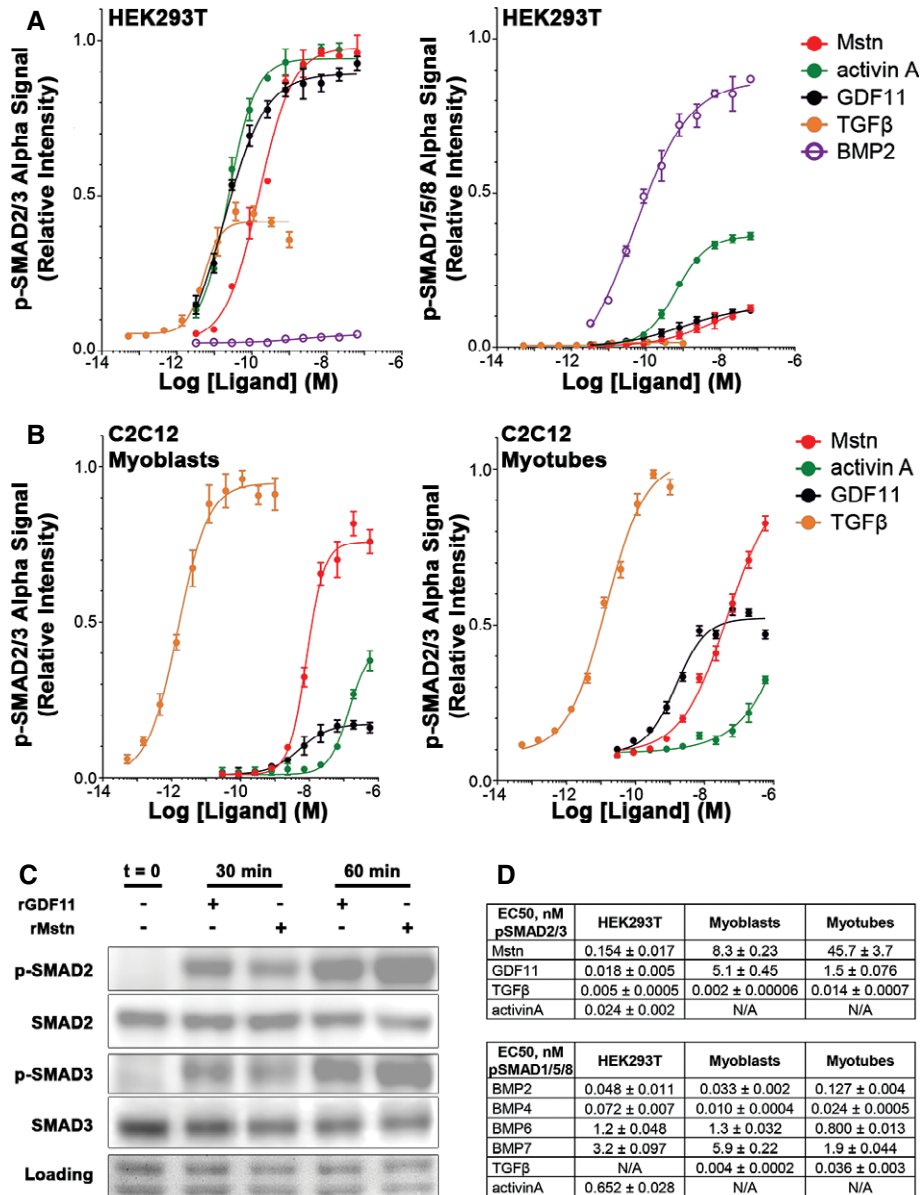 A
HEK293T
HEK293T
p-SMAD2/3 Alpha Signal
(Relative Intensity)
1.0
0.5
0.0
-14
-12
-10
-8
-6
Log [Ligand] (M)
p-SMAD1/5/8 Alpha Signal
(Relative Intensity)
1.0
0.5
0.0
-14
-12
-10
-8
-6
Log [Ligand] (M)
Mstn
activin A
GDF11
TGFβ
BMP2
B
C2C12
Myoblasts
C2C12
Myotubes
p-SMAD2/3 Alpha Signal
(Relative Intensity)
1.0
0.5
0.0
-14
-12
-10
-8
-6
Log [Ligand] (M)
p-SMAD2/3 Alpha Signal
(Relative Intensity)
1.0
0.5
0.0
-14
-12
-10
-8
-6
Log [Ligand] (M)
Mstn
activin A
GDF11
TGFβ
C
t = 0 30 min 60 min
rGDF11 - + - + -
rMstn - - + - +
p-SMAD2
SMAD2
p-SMAD3
SMAD3
Loading
D
EC50, nM pSMAD2/3 HEK293T Myoblasts Myotubes
Mstn 0.154 ± 0.017 8.3 ± 0.23 45.7 ± 3.7
GDF11 0.018 ± 0.005 5.1 ± 0.45 1.5 ± 0.076
TGFβ 0.005 ± 0.0005 0.002 ± 0.00006 0.014 ± 0.0007
activinA 0.024 ± 0.002 N/A N/A
EC50, nM pSMAD1/5/8 HEK293T Myoblasts Myotubes
BMP2 0.048 ± 0.011 0.033 ± 0.002 0.127 ± 0.004
BMP4 0.072 ± 0.007 0.010 ± 0.0004 0.024 ± 0.0005
BMP6 1.2 ± 0.048 1.3 ± 0.032 0.800 ± 0.013
BMP7 3.2 ± 0.097 5.9 ± 0.22 1.9 ± 0.044
TGFβ N/A 0.004 ± 0.0002 0.036 ± 0.003
activinA 0.652 ± 0.028 N/A N/A